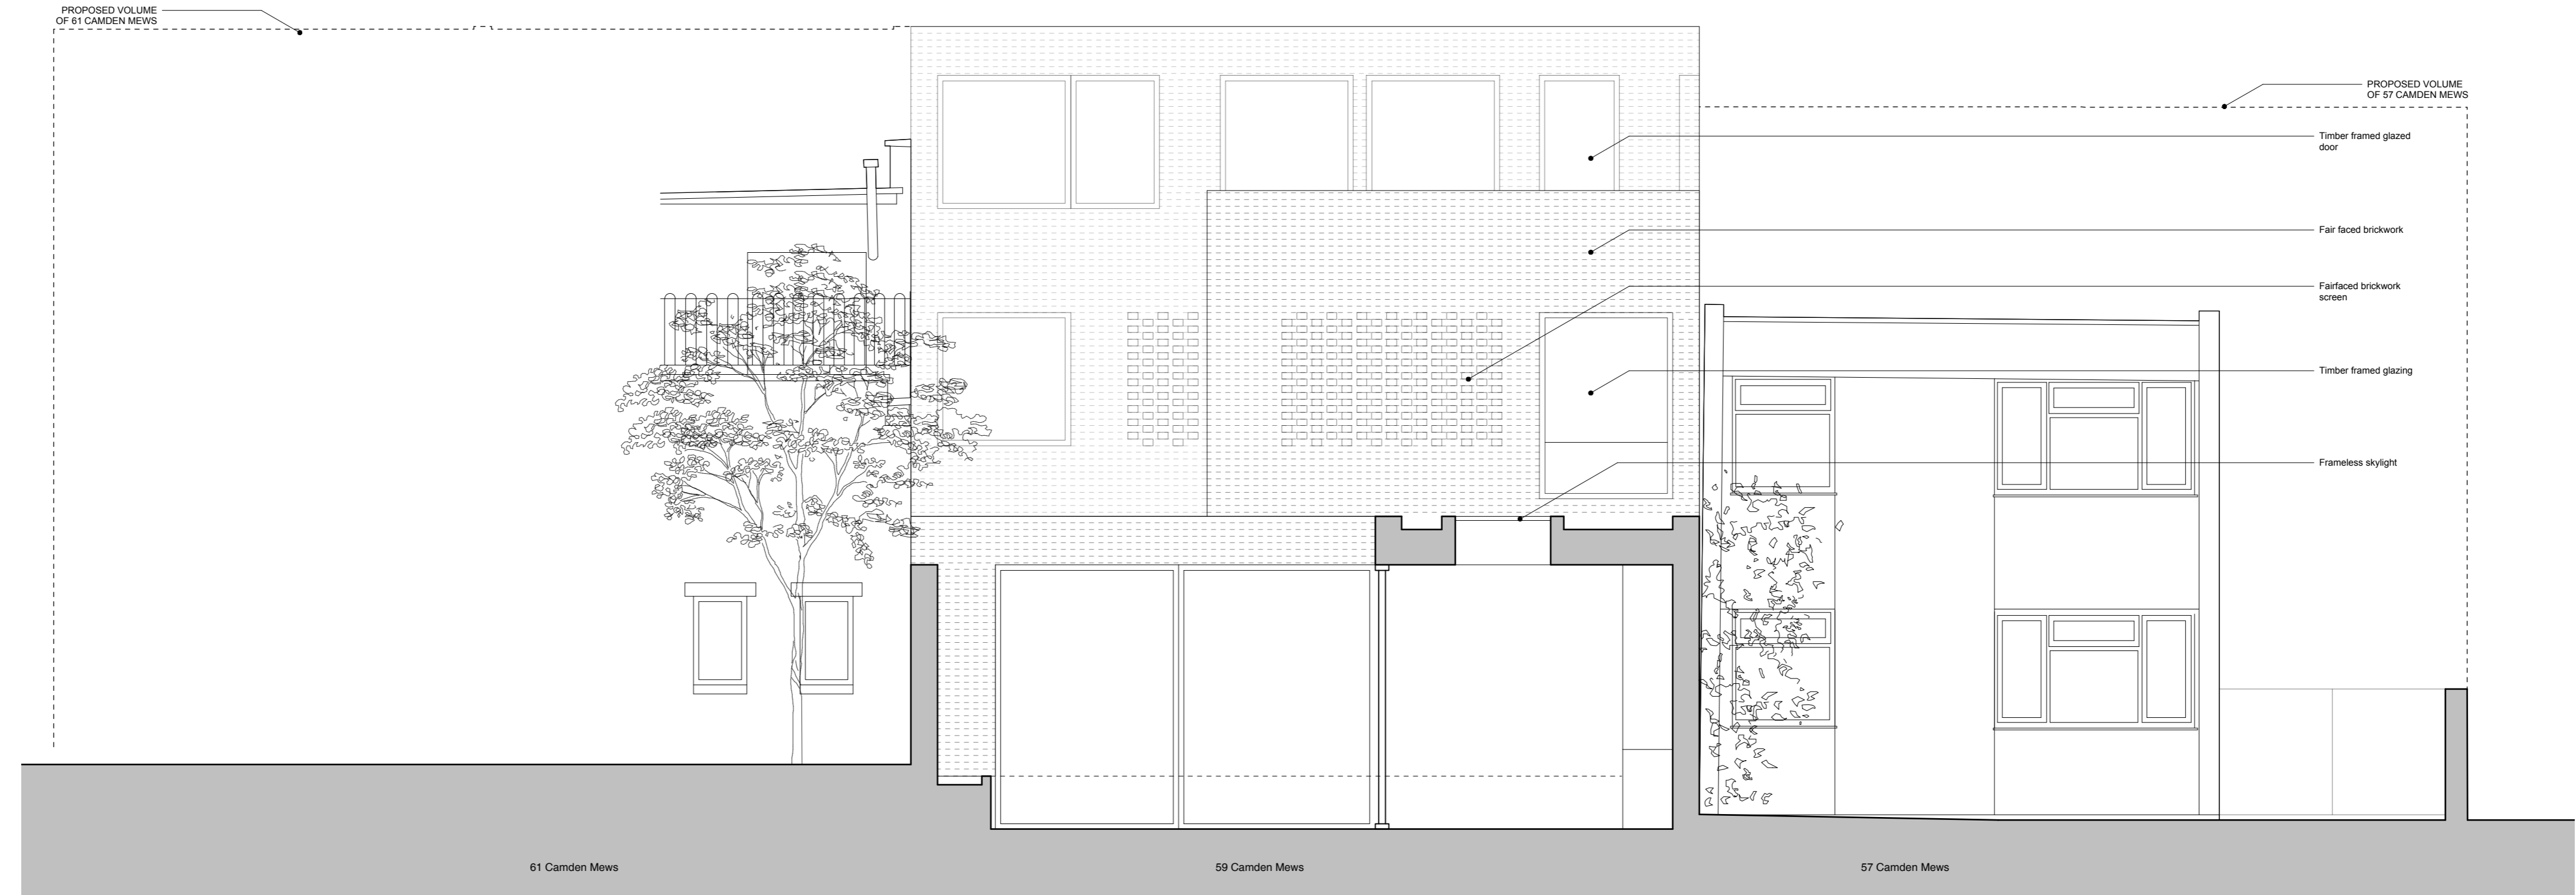 PROPOSED VOLUME
OF 61 CAMDEN MEWS
PROPOSED VOLUME
OF 57 CAMDEN MEWS
Timber framed glazed
door
Fair faced brickwork
Fairfaced brickwork
screen
Timber framed glazing
Frameless skylight
61 Camden Mews
59 Camden Mews
57 Camden Mews